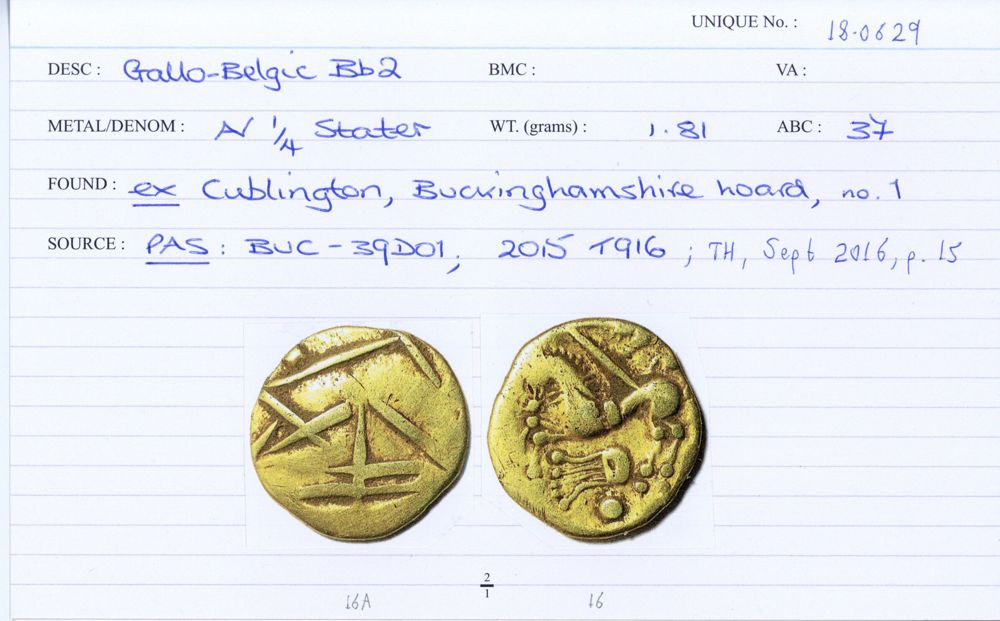 UNIQUE No. : 18.0629
DESC : Gallo-Belgic Bb2 BMC : VA :
METAL/DENOM : AV 1/4 Stater WT. (grams) : 1.81 ABC : 37
FOUND : ex Cublington, Buckinghamshire hoard, no. 1
SOURCE : PAS : BUC - 39D01; 2015 T916 ; TH, Sept 2016, p. 15
2
1
16A 16